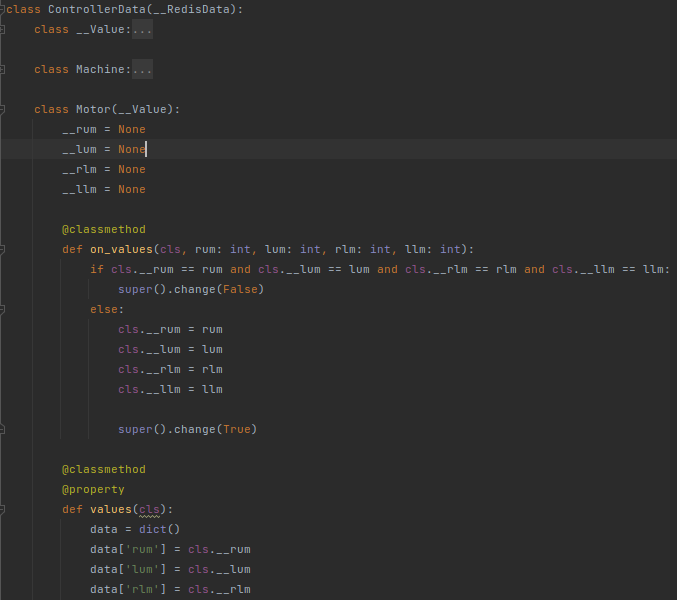 class ControllerData(__RedisData):
    class __Value:...
    class Machine:...
    class Motor(__Value):
        __rum = None
        __lum = None
        __rlm = None
        __llm = None
        @classmethod
        def on_values(cls, rum: int, lum: int, rlm: int, llm: int):
            if cls.__rum == rum and cls.__lum == lum and cls.__rlm == rlm and cls.__llm == llm:
                super().change(False)
            else:
                cls.__rum = rum
                cls.__lum = lum
                cls.__rlm = rlm
                cls.__llm = llm
                super().change(True)
        @classmethod
        @property
        def values(cls):
            data = dict()
            data['rum'] = cls.__rum
            data['lum'] = cls.__lum
            data['rlm'] = cls.__rlm